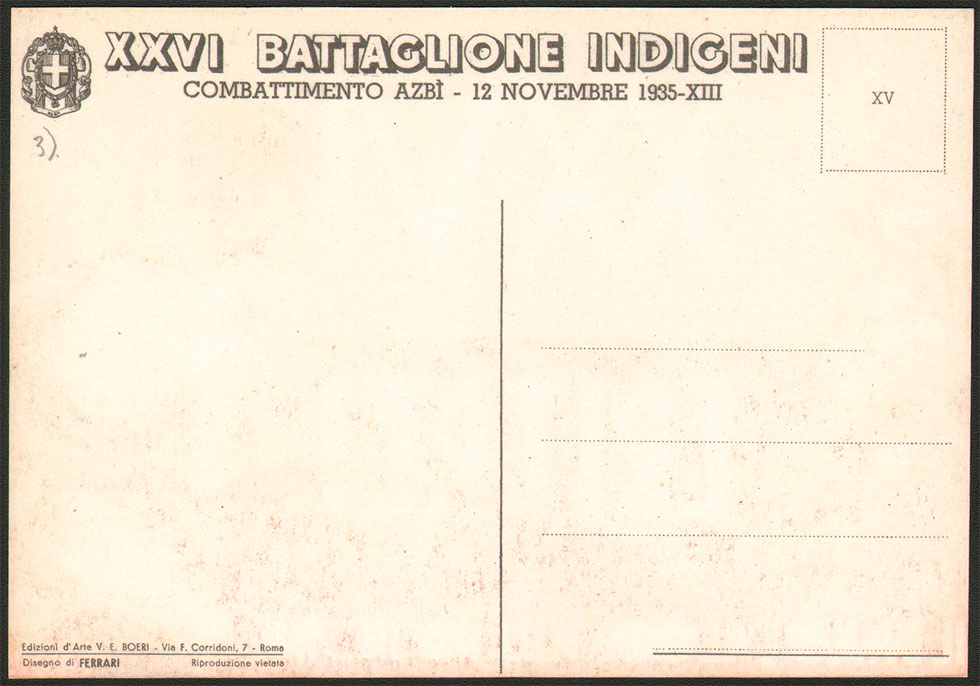 XXVI BATTAGLIONE INDIGENI
COMBATTIMENTO AZBÌ - 12 NOVEMBRE 1935-XIII
XV
3).
Edizioni d'Arte V. E. BOERI - Via F. Corridoni, 7 - Roma
Disegno di FERRARI Riproduzione vietata